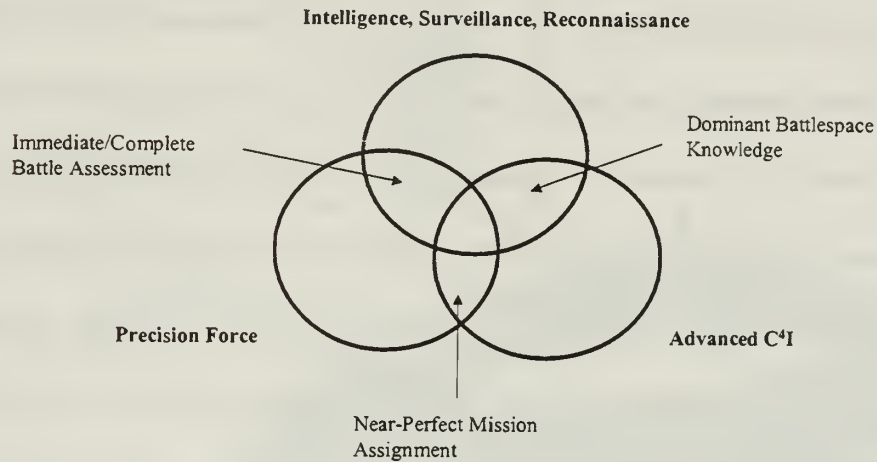 Intelligence, Surveillance, Reconnaissance
Immediate/Complete
Battle Assessment
Dominant Battlespace
Knowledge
Precision Force
Advanced C⁴I
Near-Perfect Mission
Assignment